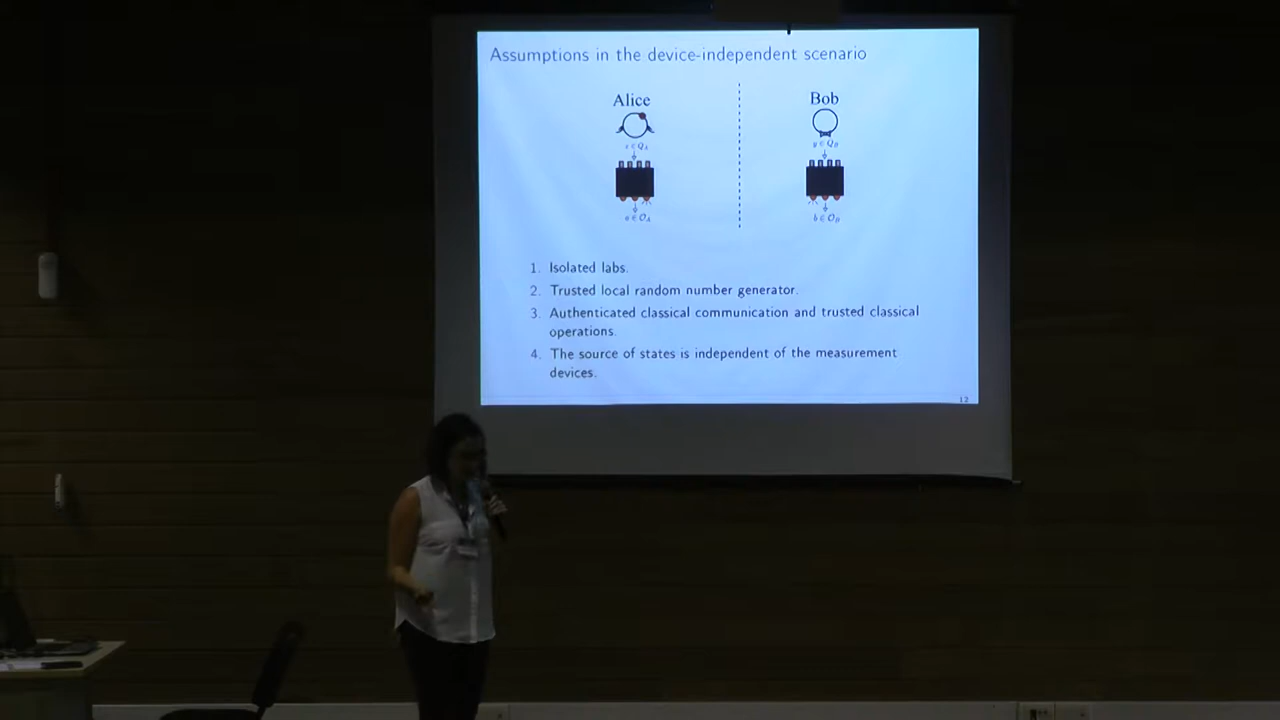 Assumptions in the device-independent scenario
Alice
Bob
1. Isolated labs.
2. Trusted local random number generator.
3. Authenticated classical communication and trusted classical
operations.
4. The source of states is independent of the measurement
devices.
12